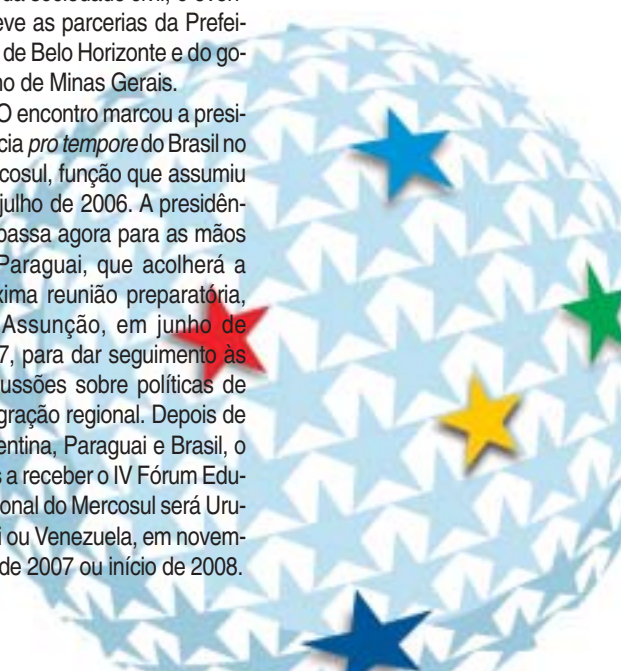 da sociedade civil, o even-
eve as parcerias da Prefei-
de Belo Horizonte e do go-
no de Minas Gerais.
O encontro marcou a presi-
cia pro tempore do Brasil no
cosul, função que assumiu
julho de 2006. A presidên-
passa agora para as mãos
Paraguai, que acolherá a
xima reunião preparatória,
Assunção, em junho de
7, para dar seguimento às
ussões sobre políticas de
gração regional. Depois de
entina, Paraguai e Brasil, o
s a receber o IV Fórum Edu-
onal do Mercosul será Uru-
i ou Venezuela, em novem-
de 2007 ou início de 2008.